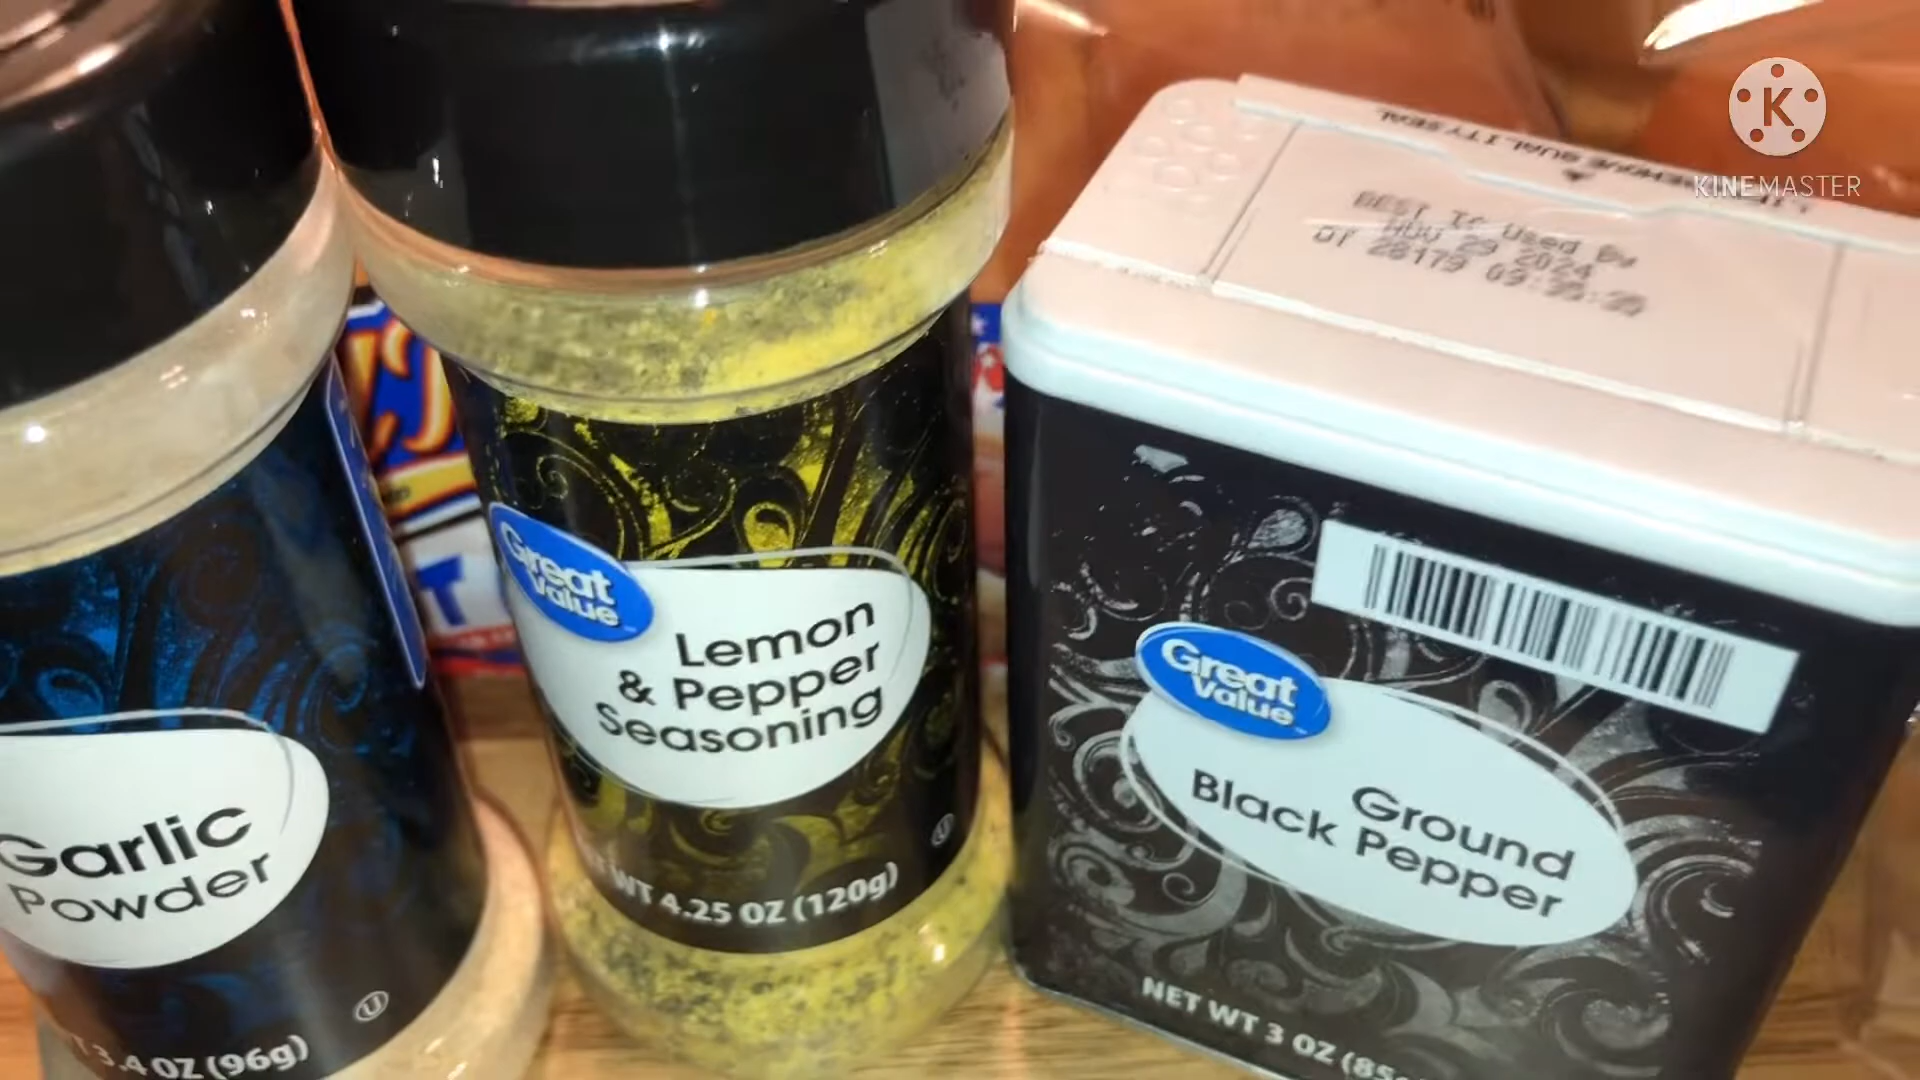 KINEMASTER
BEST If Used By
NOV 29 2024
Great
Value
Lemon
& Pepper
Seasoning
WT 4.25 OZ (120g)
Great
Value
Ground
Black Pepper
NET WT 3 OZ
Garlic
Powder
3.4 OZ (96g)